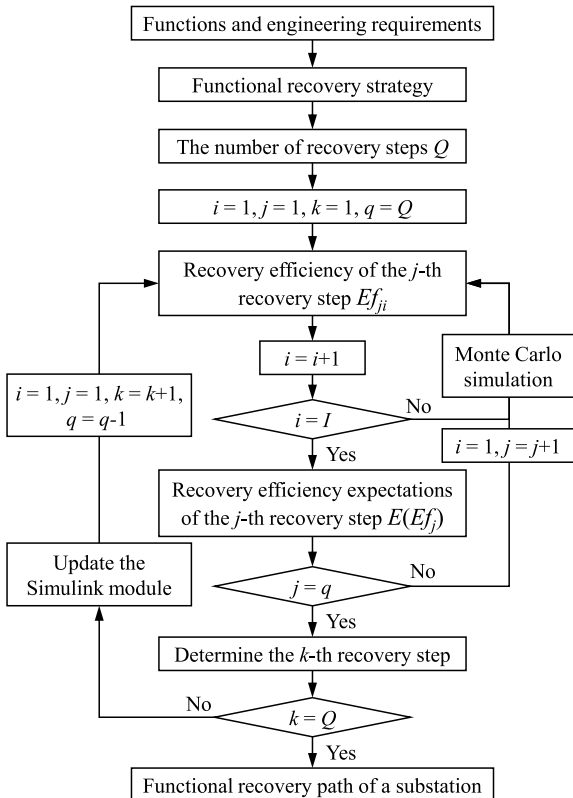 Functions and engineering requirements
Functional recovery strategy
The number of recovery steps Q
i = 1, j = 1, k = 1, q = Q
Recovery efficiency of the j-th
recovery step Ef_ji
i = i+1
Monte Carlo
simulation
i = 1, j = 1, k = k+1,
q = q-1
i = I
No
Yes
i = 1, j = j+1
Recovery efficiency expectations
of the j-th recovery step E(Ef_j)
Update the
Simulink module
j = q
No
Yes
Determine the k-th recovery step
No
k = Q
Yes
Functional recovery path of a substation